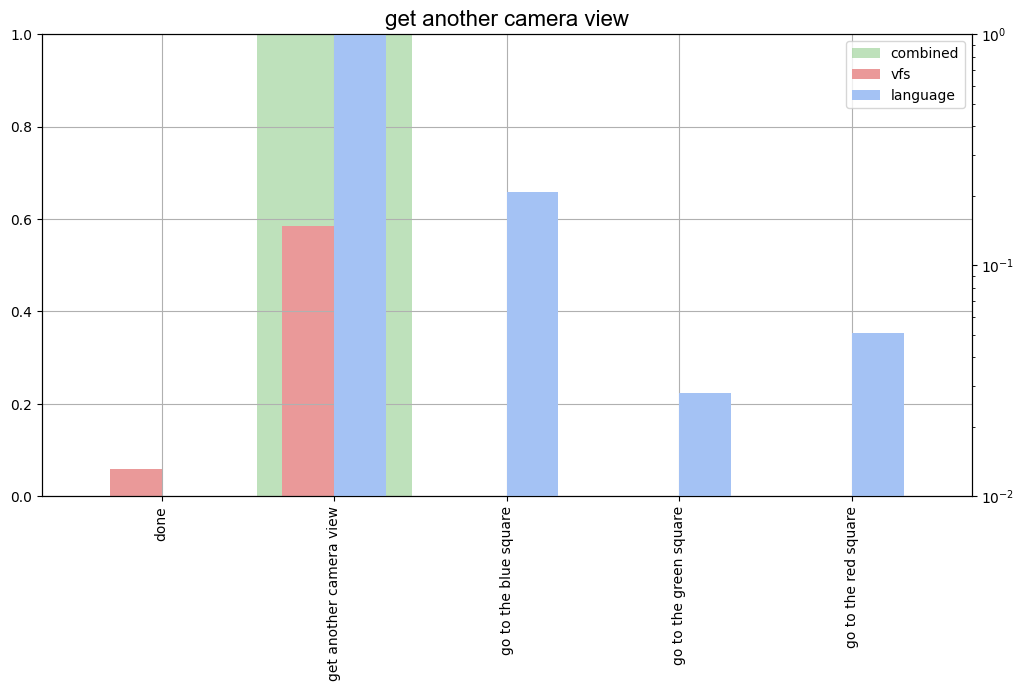 get another camera view
1.0
0.8
0.6
0.4
0.2
0.0
10⁰
10⁻¹
10⁻²
combined
vfs
language
done
get another camera view
go to the blue square
go to the green square
go to the red square